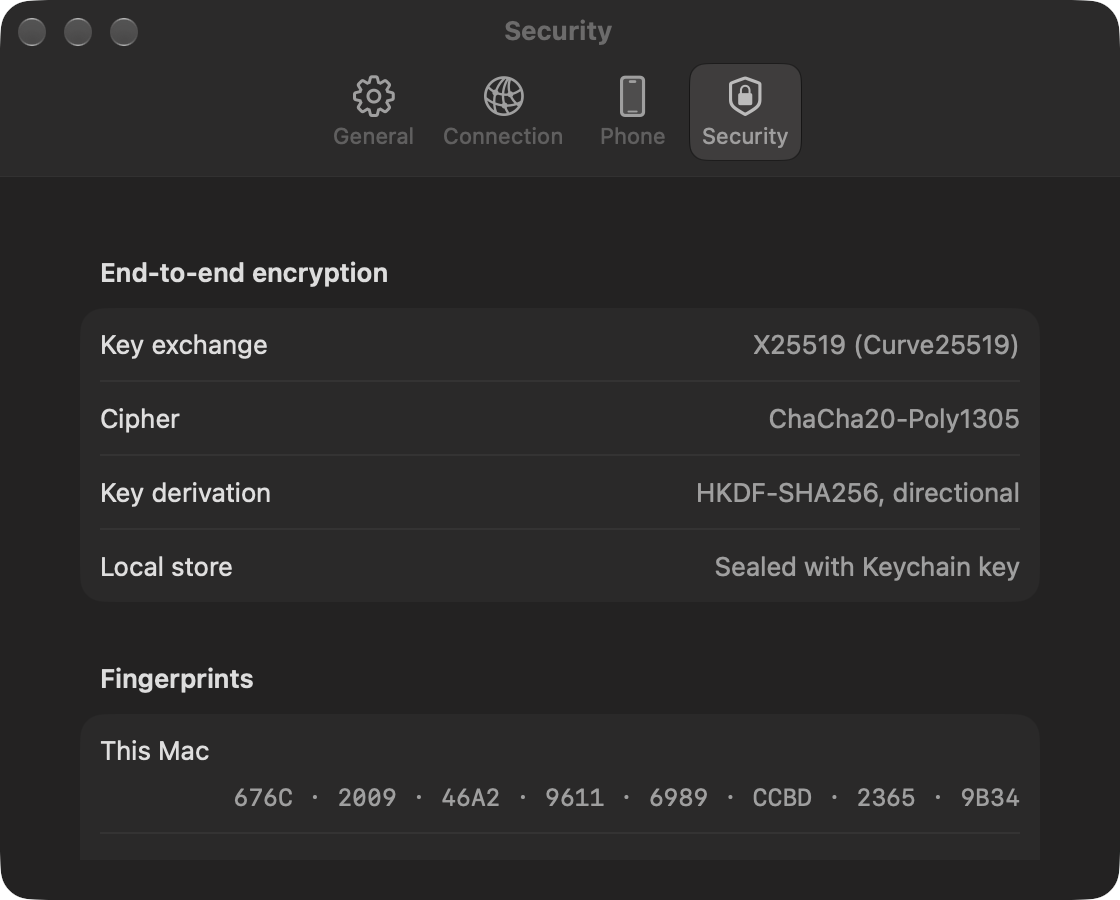 Security
General
Connection
Phone
Security
End-to-end encryption
Key exchange X25519 (Curve25519)
Cipher ChaCha20-Poly1305
Key derivation HKDF-SHA256, directional
Local store Sealed with Keychain key
Fingerprints
This Mac
676C · 2009 · 46A2 · 9611 · 6989 · CCBD · 2365 · 9B34